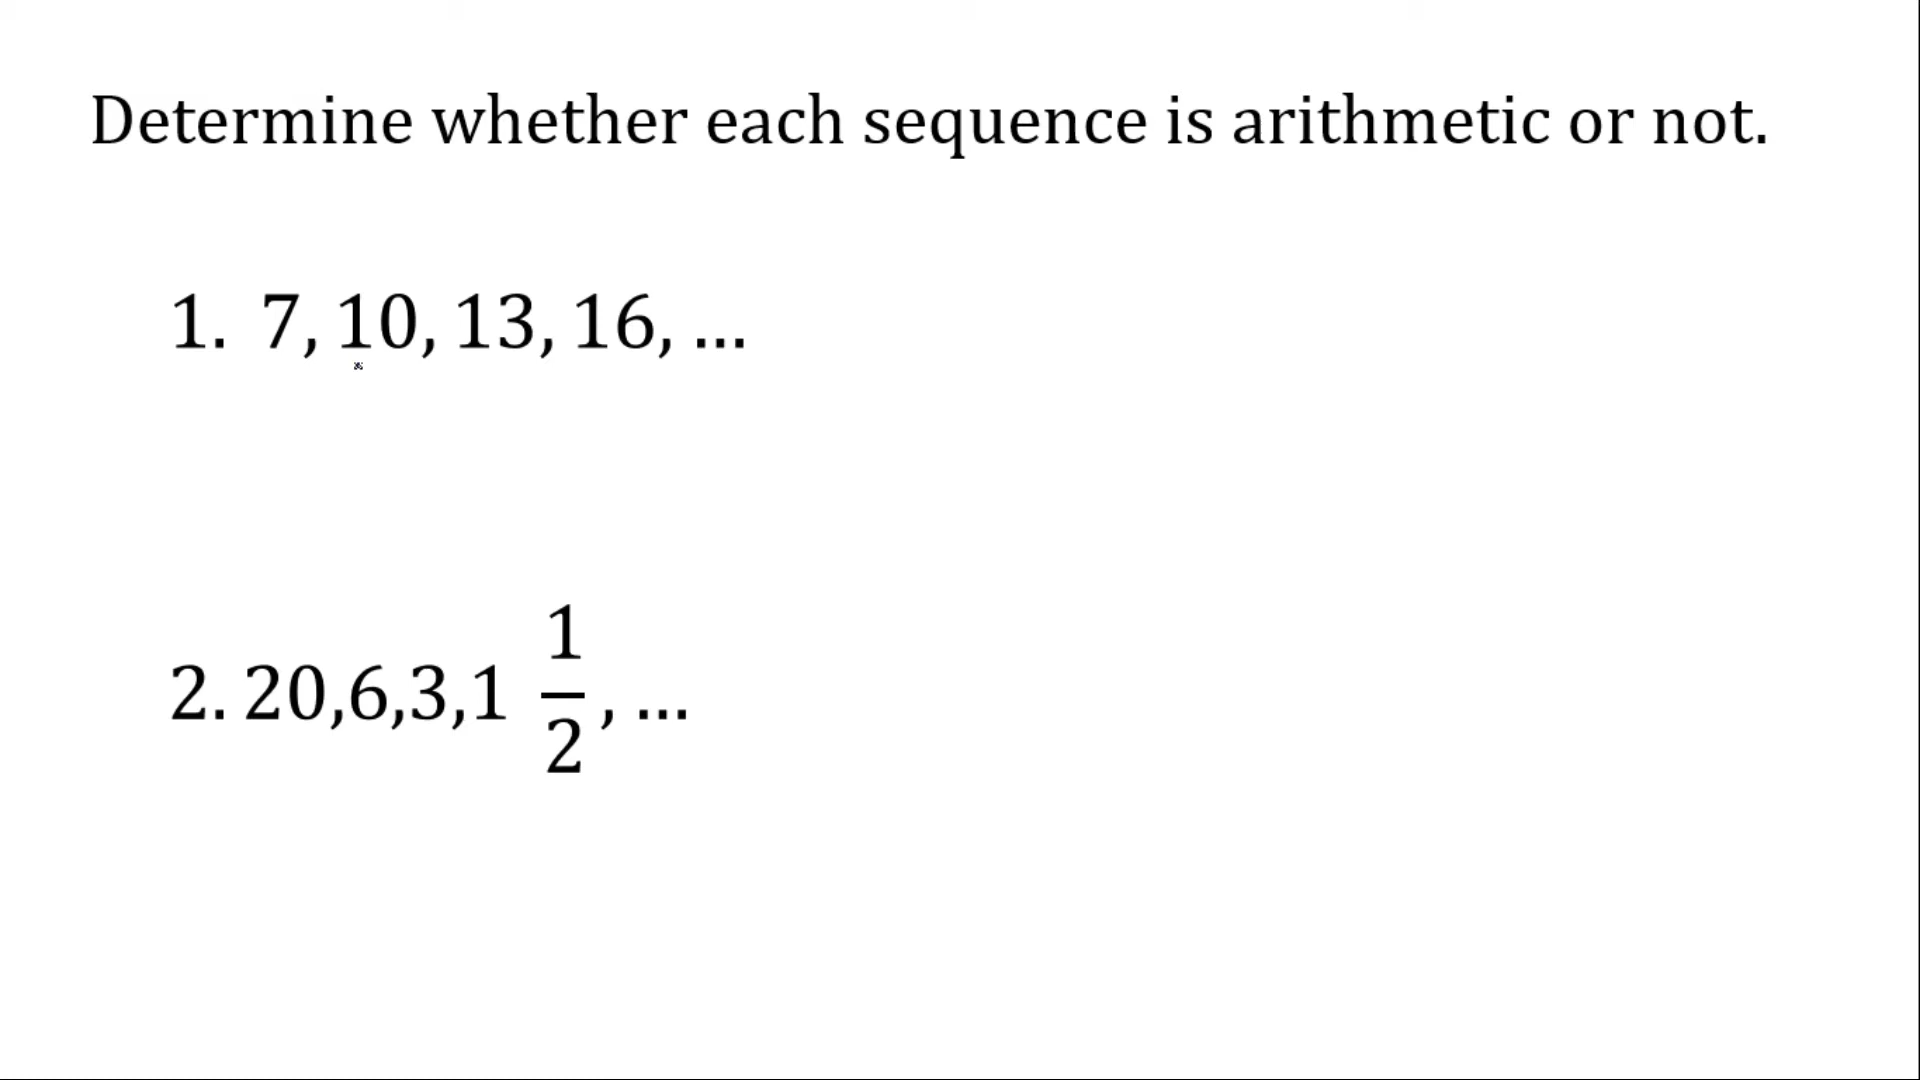 Determine whether each sequence is arithmetic or not.
1. 7, 10, 13, 16, ...
2. 20,6,3,1 1/2, ...